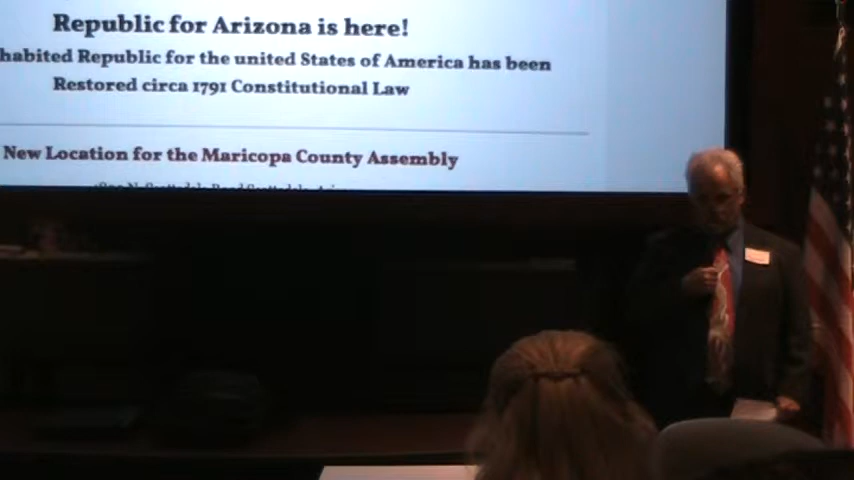 Republic for Arizona is here!
habited Republic for the united States of America has been
Restored circa 1791 Constitutional Law
New Location for the Maricopa County Assembly